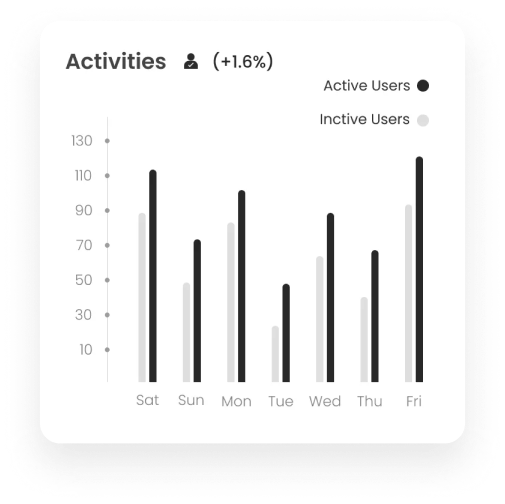 Activities (+1.6%)
Active Users
Inctive Users
130
110
90
70
50
30
10
Sat Sun Mon Tue Wed Thu Fri